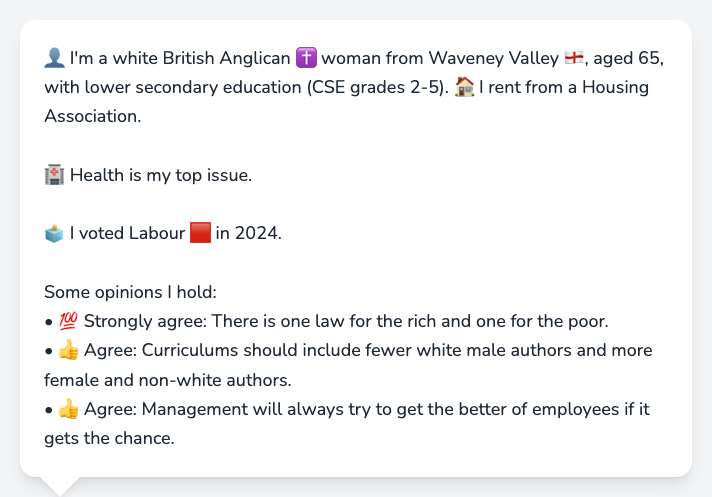 👤 I'm a white British Anglican ✝️ woman from Waveney Valley 🏴󠁧󠁢󠁥󠁮󠁧󠁿, aged 65,
with lower secondary education (CSE grades 2-5). 🏠 I rent from a Housing
Association.
🏥 Health is my top issue.
🗳️ I voted Labour 🟥 in 2024.
Some opinions I hold:
• 💯 Strongly agree: There is one law for the rich and one for the poor.
• 👍 Agree: Curriculums should include fewer white male authors and more
female and non-white authors.
• 👍 Agree: Management will always try to get the better of employees if it
gets the chance.